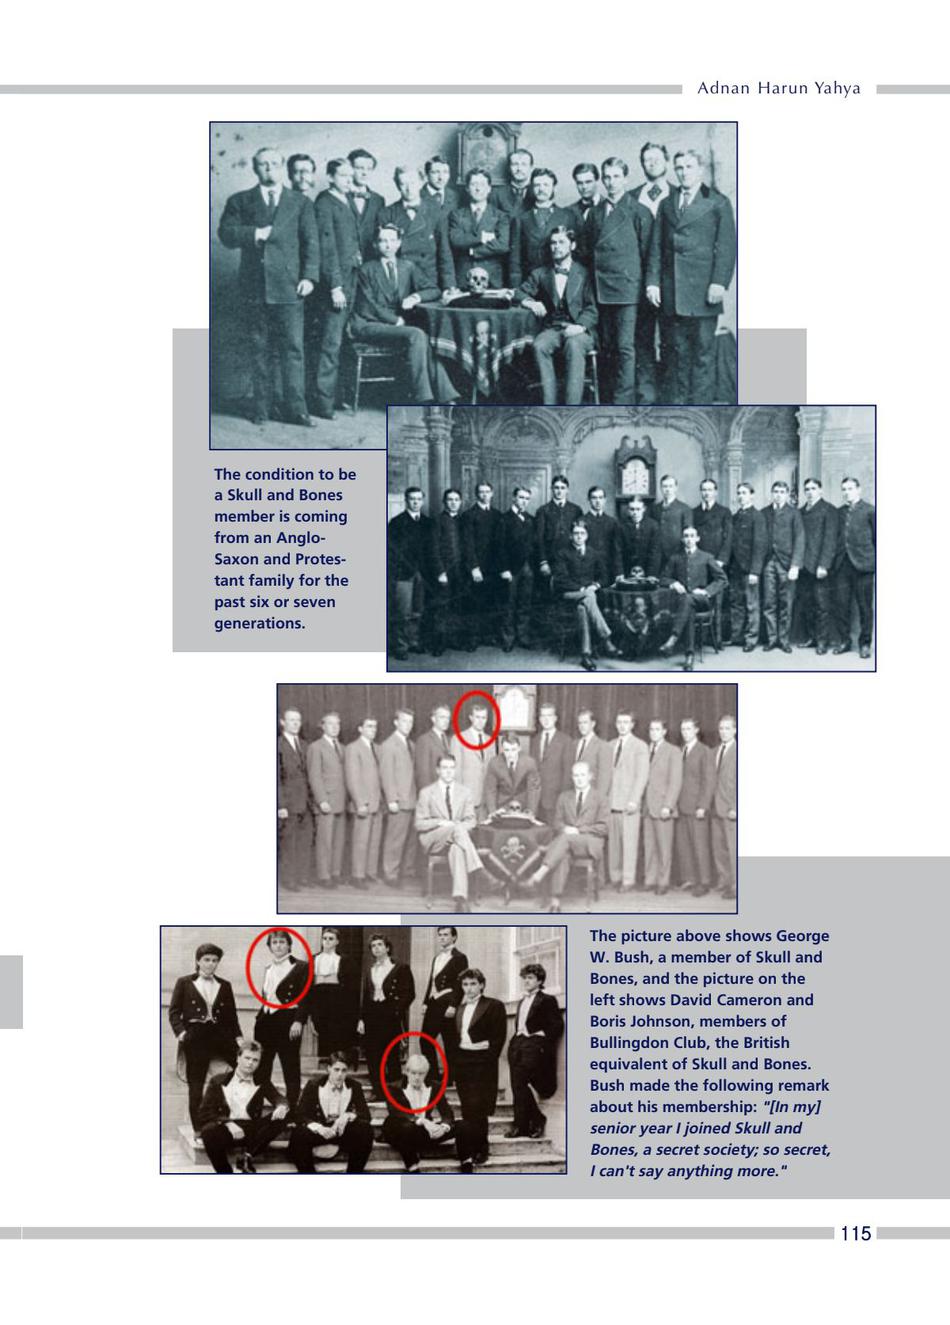 Adnan Harun Yahya
The condition to be
a Skull and Bones
member is coming
from an Anglo-
Saxon and Protes-
tant family for the
past six or seven
generations.
The picture above shows George
W. Bush, a member of Skull and
Bones, and the picture on the
left shows David Cameron and
Boris Johnson, members of
Bullingdon Club, the British
equivalent of Skull and Bones.
Bush made the following remark
about his membership: "[In my]
senior year I joined Skull and
Bones, a secret society; so secret,
I can't say anything more."
115